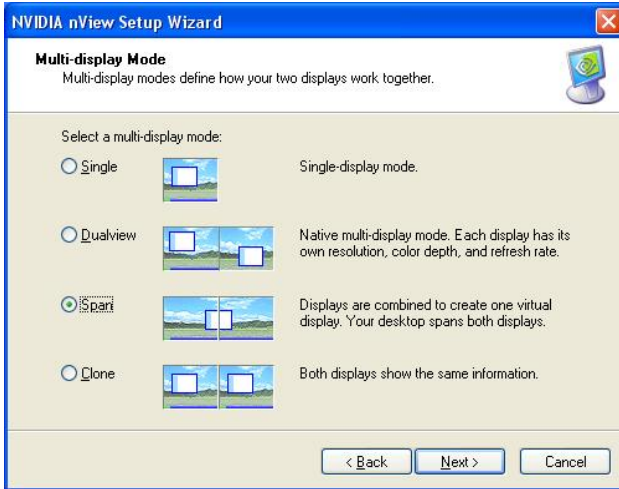 NVIDIA nView Setup Wizard
Multi-display Mode
Multi-display modes define how your two displays work together.
Select a multi-display mode:
Single
Single-display mode.
Dualview
Native multi-display mode. Each display has its
own resolution, color depth, and refresh rate.
Span
Displays are combined to create one virtual
display. Your desktop spans both displays.
Clone
Both displays show the same information.
< Back
Next >
Cancel